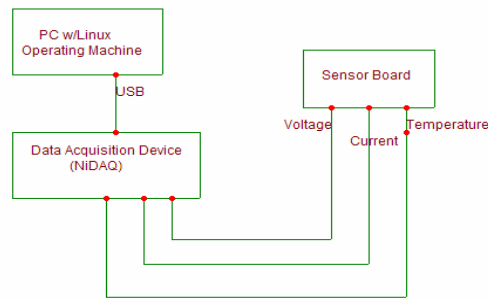 PC w/Linux
Operating Machine
USB
Sensor Board
Voltage
Current
Temperature
Data Acquisition Device
(NiDAQ)